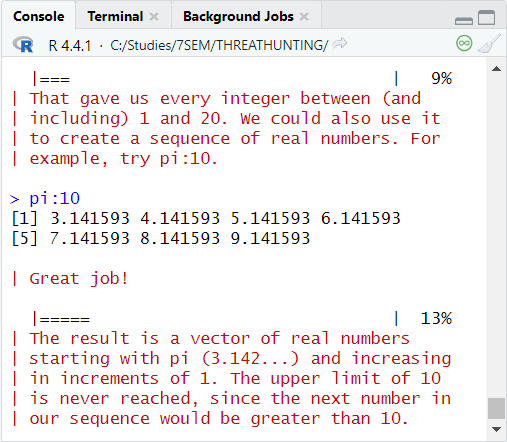 Console Terminal × Background Jobs ×
R R 4.4.1 · C:/Studies/7SEM/THREATHUNTING/
|=== | 9%
| That gave us every integer between (and
| including) 1 and 20. We could also use it
| to create a sequence of real numbers. For
| example, try pi:10.
> pi:10
[1] 3.141593 4.141593 5.141593 6.141593
[5] 7.141593 8.141593 9.141593
| Great job!
|===== | 13%
| The result is a vector of real numbers
| starting with pi (3.142...) and increasing
| in increments of 1. The upper limit of 10
| is never reached, since the next number in
| our sequence would be greater than 10.